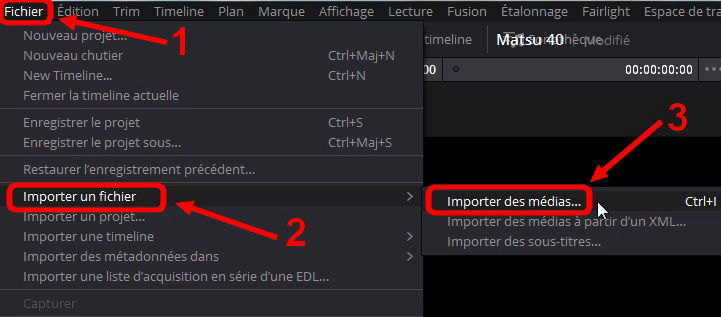 Fichier Édition Trim Timeline Plan Marque Affichage Lecture Fusion Étalonnage Fairlight Espace de tra
1
Nouveau projet...
Nouveau chutier Ctrl+Maj+N
New Timeline... Ctrl+N
Fermer la timeline actuelle
Enregistrer le projet Ctrl+S
Enregistrer le projet sous... Ctrl+Maj+S
Restaurer l'enregistrement précédent...
Importer un fichier >
2
Importer un projet...
Importer une timeline >
Importer des métadonnées dans >
Importer une liste d'acquisition en série d'une EDL...
Capturer
timeline Matsu 40 Modifié
00 00:00:00:00 •••
3
Importer des médias... Ctrl+I
Importer des médias à partir d'un XML...
Importer des sous-titres...